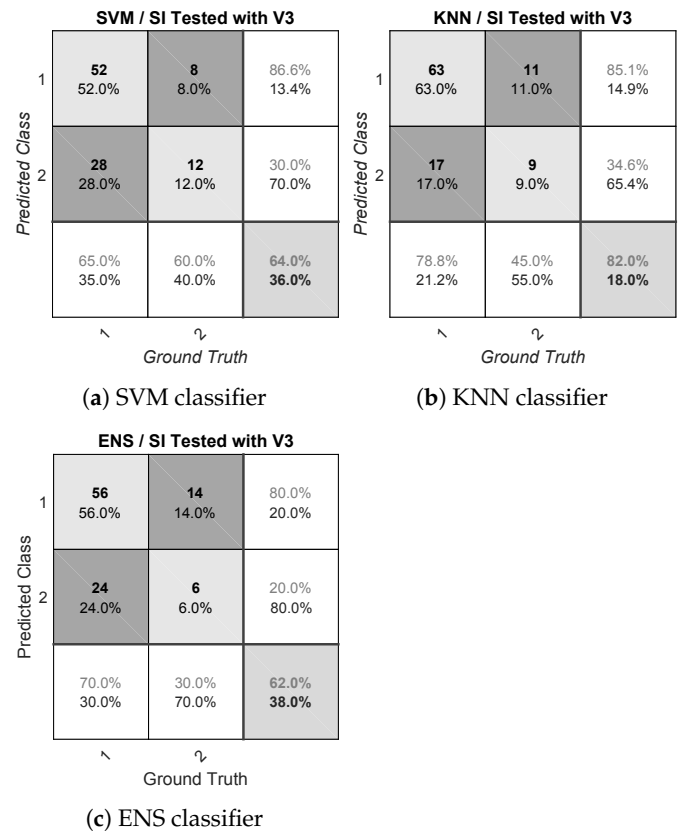 SVM / SI Tested with V3
52 8 86.6%
1
52.0% 8.0% 13.4%
28 12 30.0%
2
28.0% 12.0% 70.0%
65.0% 60.0% 64.0%
35.0% 40.0% 36.0%
Predicted Class
1 2
Ground Truth
(a) SVM classifier
KNN / SI Tested with V3
63 11 85.1%
1
63.0% 11.0% 14.9%
17 9 34.6%
2
17.0% 9.0% 65.4%
78.8% 45.0% 82.0%
21.2% 55.0% 18.0%
Predicted Class
1 2
Ground Truth
(b) KNN classifier
ENS / SI Tested with V3
56 14 80.0%
1
56.0% 14.0% 20.0%
24 6 20.0%
2
24.0% 6.0% 80.0%
70.0% 30.0% 62.0%
30.0% 70.0% 38.0%
Predicted Class
1 2
Ground Truth
(c) ENS classifier